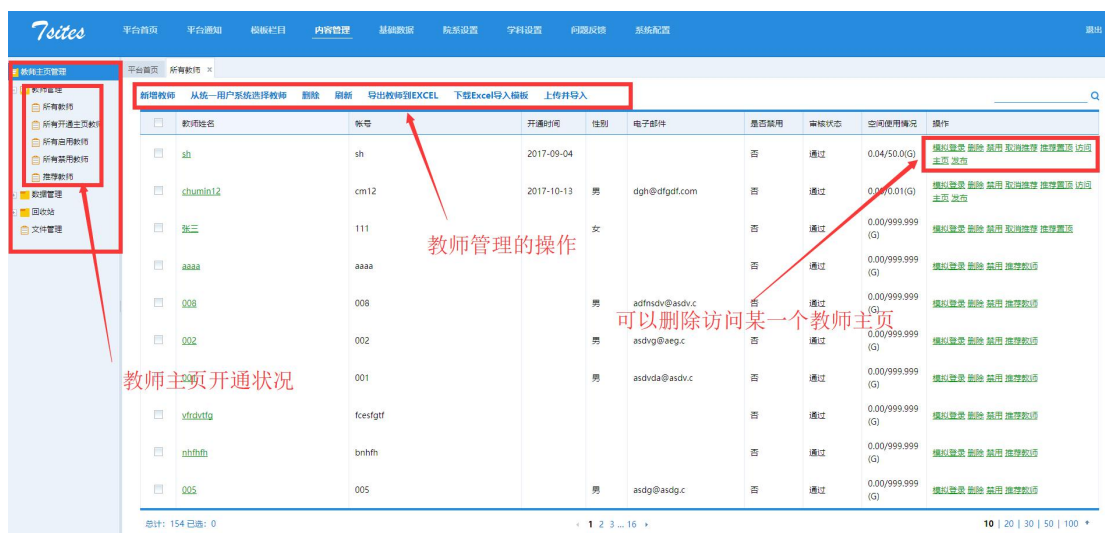 Tsites 平台首页 平台通知 模板栏目 内容管理 基础数据 院系设置 学科设置 问题反馈 系统配置 退出
教师主页管理
平台首页 所有教师 ×
教师管理
所有教师
所有开通主页教师
所有启用教师
所有禁用教师
推荐教师
数据管理
回收站
文件管理
新增教师 从统一用户系统选择教师 删除 刷新 导出教师到EXCEL 下载Excel导入模板 上传并导入
教师姓名 帐号 开通时间 性别 电子邮件 是否禁用 审核状态 空间使用情况 操作
sh sh 2017-09-04 否 通过 0.04/50.0(G) 模拟登录 删除 禁用 取消推荐 推荐置顶 访问
主页 发布
chumin12 cm12 2017-10-13 男 dgh@dfgdf.com 否 通过 0.00/0.01(G) 模拟登录 删除 禁用 取消推荐 推荐置顶 访问
主页 发布
张三 111 女 否 通过 0.00/999.999
(G) 模拟登录 删除 禁用 取消推荐 推荐置顶
教师管理的操作
aaaa aaaa 否 通过 0.00/999.999
(G) 模拟登录 删除 禁用 推荐教师
008 008 男 adfnsdv@asdv.c 否 通过 0.00/999.999
(G) 模拟登录 删除 禁用 推荐教师
可以删除访问某一个教师主页
002 002 男 asdvg@aeg.c 否 通过 0.00/999.999
(G) 模拟登录 删除 禁用 推荐教师
教师主页开通状况
001 001 男 asdvda@asdv.c 否 通过 0.00/999.999
(G) 模拟登录 删除 禁用 推荐教师
vfrdvtfg fcesfgtf 否 通过 0.00/999.999
(G) 模拟登录 删除 禁用 推荐教师
nhfhfh bnhfh 否 通过 0.00/999.999
(G) 模拟登录 删除 禁用 推荐教师
005 005 男 asdg@asdg.c 否 通过 0.00/999.999
(G) 模拟登录 删除 禁用 推荐教师
总计：154 已选：0 1 2 3 ... 16 10 | 20 | 30 | 50 | 100